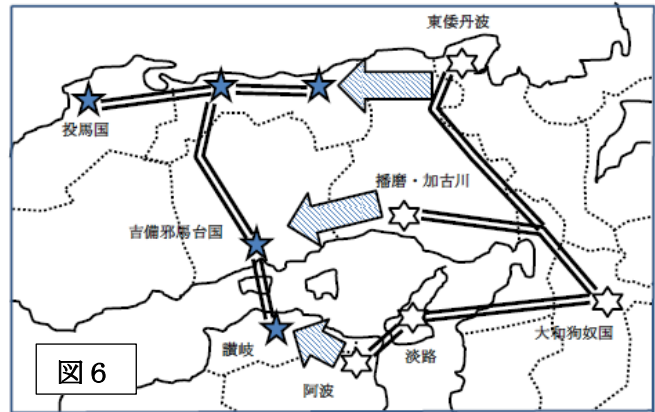 東倭丹波
投馬国
播磨・加古川
吉備邪馬台国
大和狗奴国
讃岐
淡路
阿波
図６